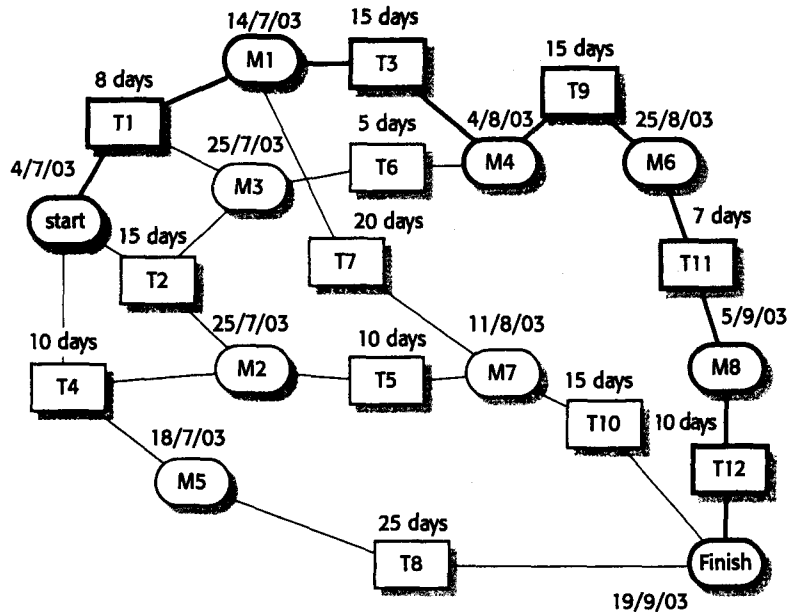 14/7/03
15 days
15 days
M1
T3
8 days
T9
T1
5 days
4/8/03
25/8/03
25/7/03
4/7/03
M3
T6
M4
M6
start
15 days
20 days
7 days
T2
T7
T11
25/7/03
11/8/03
5/9/03
10 days
10 days
M2
M7
M8
T4
T5
15 days
T10
10 days
18/7/03
M5
T12
25 days
T8
Finish
19/9/03